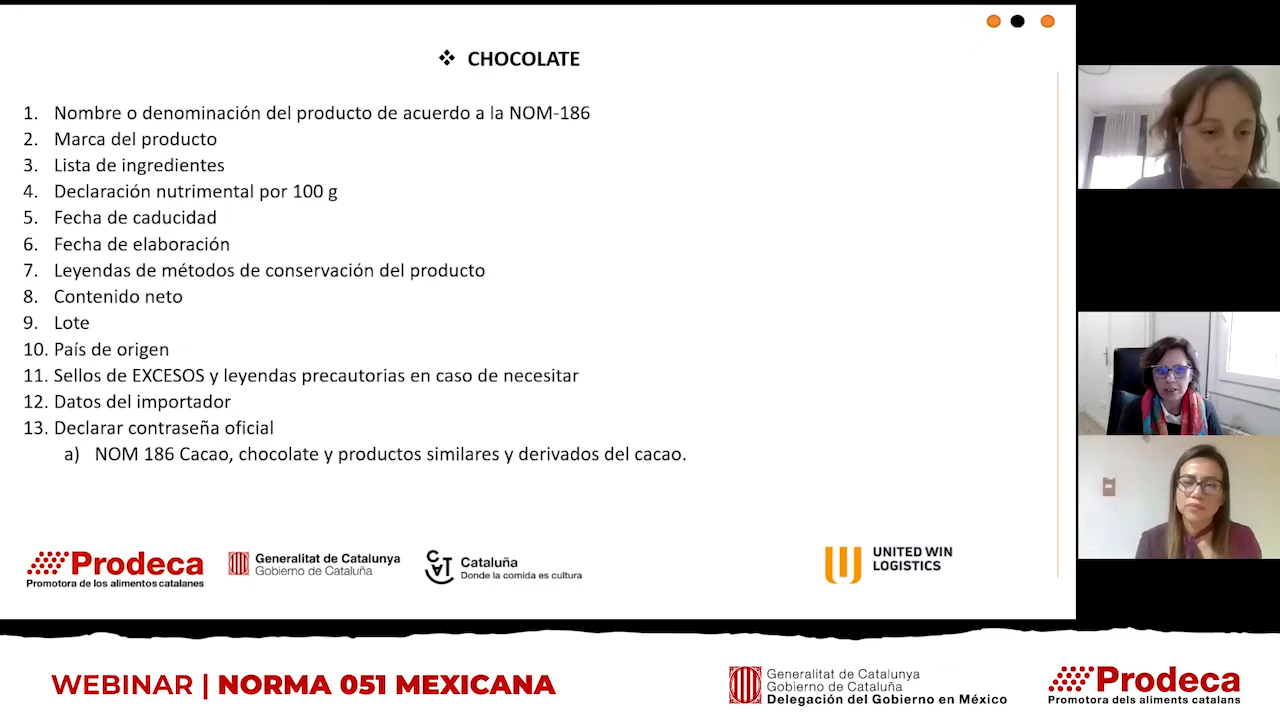 ❖ CHOCOLATE
1. Nombre o denominación del producto de acuerdo a la NOM-186
2. Marca del producto
3. Lista de ingredientes
4. Declaración nutrimental por 100 g
5. Fecha de caducidad
6. Fecha de elaboración
7. Leyendas de métodos de conservación del producto
8. Contenido neto
9. Lote
10. País de origen
11. Sellos de EXCESOS y leyendas precautorias en caso de necesitar
12. Datos del importador
13. Declarar contraseña oficial
a) NOM 186 Cacao, chocolate y productos similares y derivados del cacao.
Prodeca
Promotora de los alimentos catalanes
Generalitat de Catalunya
Gobierno de Cataluña
CAT
Cataluña
Donde la comida es cultura
UNITED WIN
LOGISTICS
WEBINAR | NORMA 051 MEXICANA
Generalitat de Catalunya
Gobierno de Cataluña
Delegación del Gobierno en México
Prodeca
Promotora dels aliments catalans